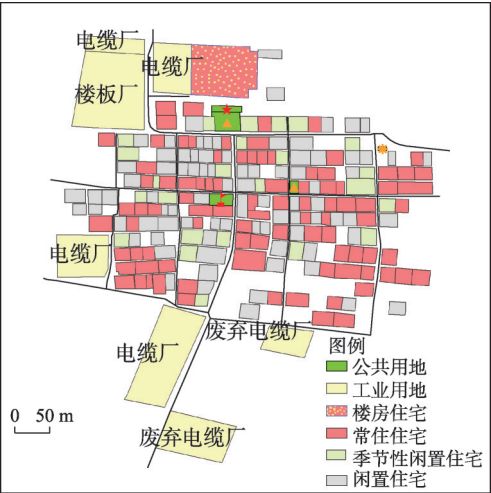 电缆厂
电缆厂
楼板厂
电缆厂
废弃电缆厂
电缆厂
废弃电缆厂
0 50 m
图例
公共用地
工业用地
楼房住宅
常住住宅
季节性闲置住宅
闲置住宅